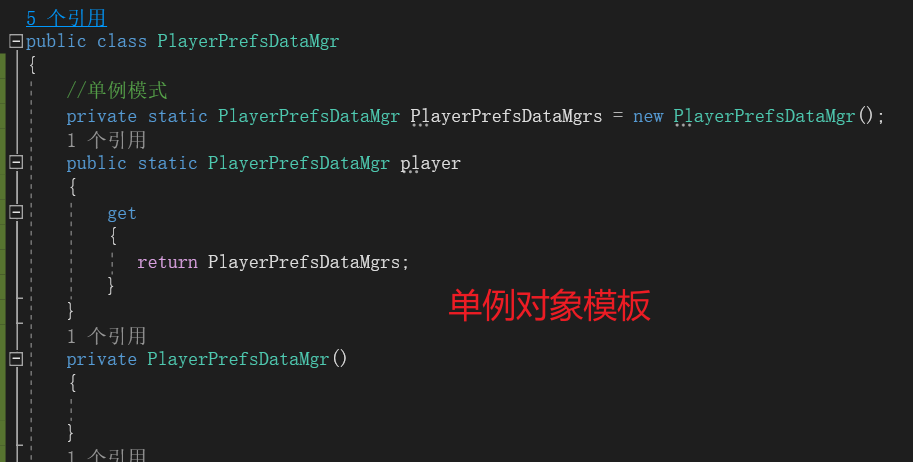 5 个引用
public class PlayerPrefsDataMgr
{
//单例模式
private static PlayerPrefsDataMgr PlayerPrefsDataMgrs = new PlayerPrefsDataMgr();
1 个引用
public static PlayerPrefsDataMgr player
{
get
{
return PlayerPrefsDataMgrs;
}
单例对象模板
}
1 个引用
private PlayerPrefsDataMgr()
{
}
1 个引用